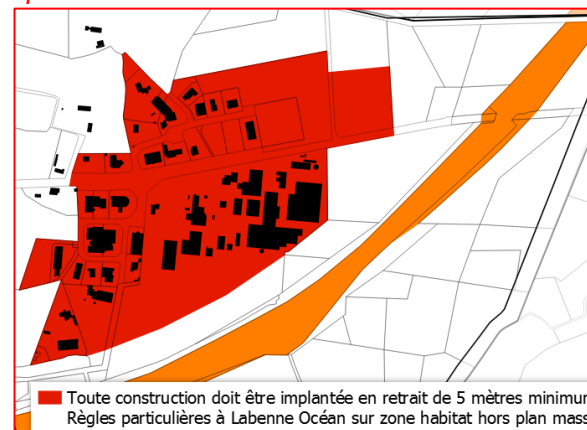 Toute construction doit être implantée en retrait de 5 mètres minimum
Règles particulières à Labenne Océan sur zone habitat hors plan mass